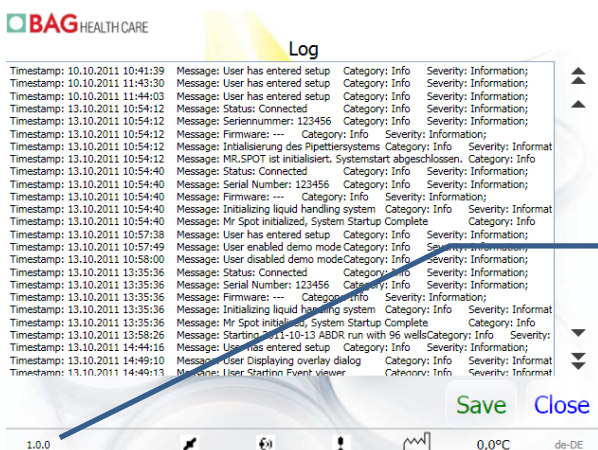 BAG HEALTH CARE
Log
Timestamp: 10.10.2011 10:41:39 Message: User has entered setup Category: Info Severity: Information;
Timestamp: 10.10.2011 11:43:30 Message: User has entered setup Category: Info Severity: Information;
Timestamp: 10.10.2011 11:44:03 Message: User has entered setup Category: Info Severity: Information;
Timestamp: 13.10.2011 10:54:12 Message: Status: Connected Category: Info Severity: Information;
Timestamp: 13.10.2011 10:54:12 Message: Seriennummer: 123456 Category: Info Severity: Information;
Timestamp: 13.10.2011 10:54:12 Message: Firmware: --- Category: Info Severity: Information;
Timestamp: 13.10.2011 10:54:12 Message: Intialisierung des Pipettiersystems Category: Info Severity: Informat
Timestamp: 13.10.2011 10:54:12 Message: MR.SPOT ist initialisiert. Systemstart abgeschlossen. Category: Info
Timestamp: 13.10.2011 10:54:40 Message: Status: Connected Category: Info Severity: Information;
Timestamp: 13.10.2011 10:54:40 Message: Serial Number: 123456 Category: Info Severity: Information;
Timestamp: 13.10.2011 10:54:40 Message: Firmware: --- Category: Info Severity: Information;
Timestamp: 13.10.2011 10:54:40 Message: Initializing liquid handling system Category: Info Severity: Informat
Timestamp: 13.10.2011 10:54:40 Message: Mr Spot initialized, System Startup Complete Category: Info
Timestamp: 13.10.2011 10:57:38 Message: User has entered setup Category: Info Severity: Information;
Timestamp: 13.10.2011 10:57:49 Message: User enabled demo mode Category: Info Severity: Information;
Timestamp: 13.10.2011 10:58:00 Message: User disabled demo mode Category: Info Severity: Information;
Timestamp: 13.10.2011 13:35:36 Message: Status: Connected Category: Info Severity: Information;
Timestamp: 13.10.2011 13:35:36 Message: Serial Number: 123456 Category: Info Severity: Information;
Timestamp: 13.10.2011 13:35:36 Message: Firmware: --- Category: Info Severity: Information;
Timestamp: 13.10.2011 13:35:36 Message: Initializing liquid handling system Category: Info Severity: Informat
Timestamp: 13.10.2011 13:35:36 Message: Mr Spot initialized, System Startup Complete Category: Info
Timestamp: 13.10.2011 13:58:26 Message: Starting 2011-10-13 ABDR run with 96 wellsCategory: Info Severity:
Timestamp: 13.10.2011 14:44:16 Message: User has entered setup Category: Info Severity: Information;
Timestamp: 13.10.2011 14:49:10 Message: User Displaying overlay dialog Category: Info Severity: Informat
Timestamp: 13.10.2011 14:49:13 Message: User Starting Event viewer Category: Info Severity: Informat
Save Close
1.0.0 0,0°C de-DE